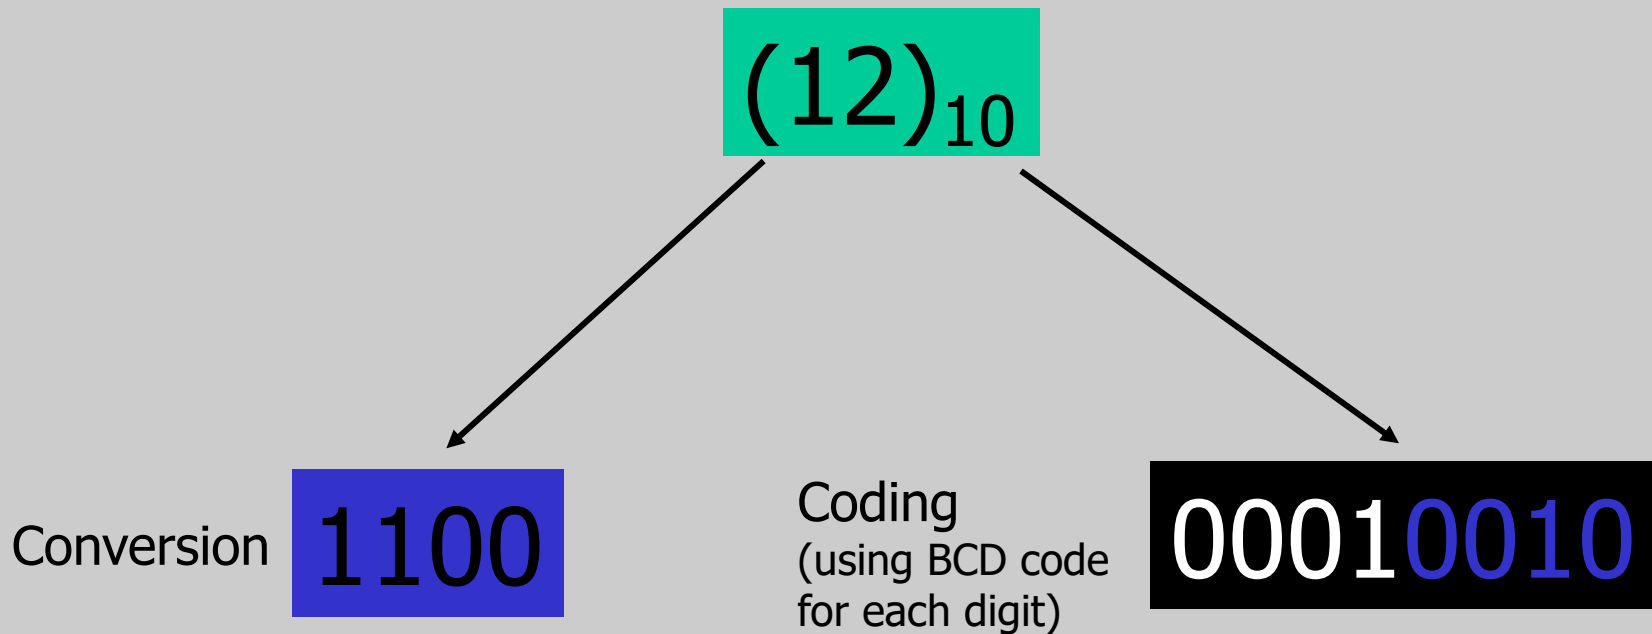 (12)₁₀
Conversion 1100
Coding
(using BCD code
for each digit)
00010010